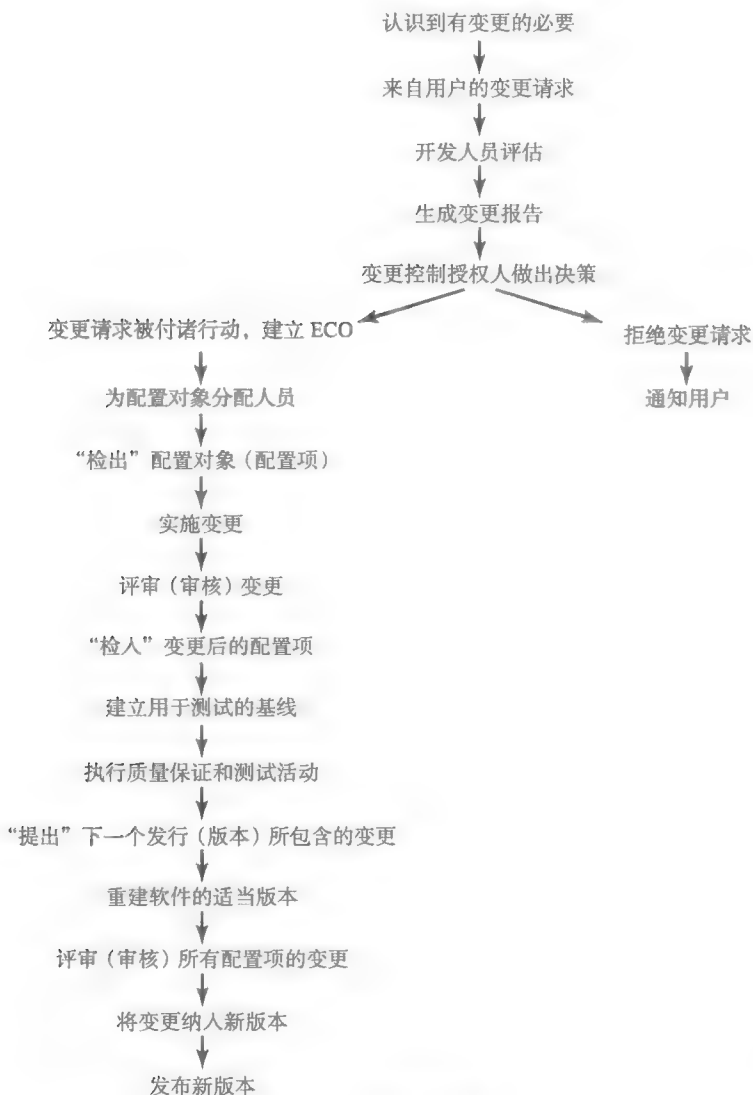 认识到有变更的必要
来自用户的变更请求
开发人员评估
生成变更报告
变更控制授权人做出决策
变更请求被付诸行动，建立 ECO
拒绝变更请求
为配置对象分配人员
通知用户
“检出”配置对象（配置项）
实施变更
评审（审核）变更
“检入”变更后的配置项
建立用于测试的基线
执行质量保证和测试活动
“提出”下一个发行（版本）所包含的变更
重建软件的适当版本
评审（审核）所有配置项的变更
将变更纳入新版本
发布新版本